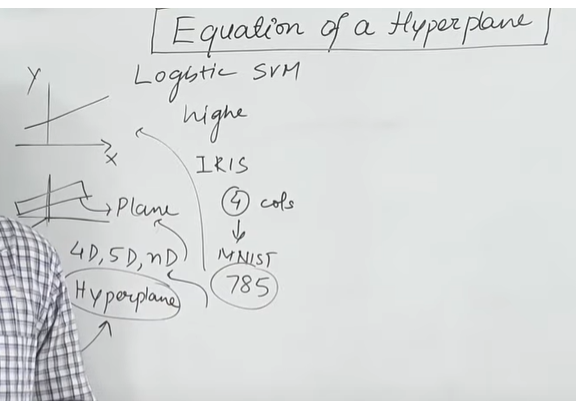 Equation of a Hyperplane
Logistic SVM
highe
Y
X
IRIS
Plane
4 cols
4D, 5D, nD
MNIST
Hyperplane
785